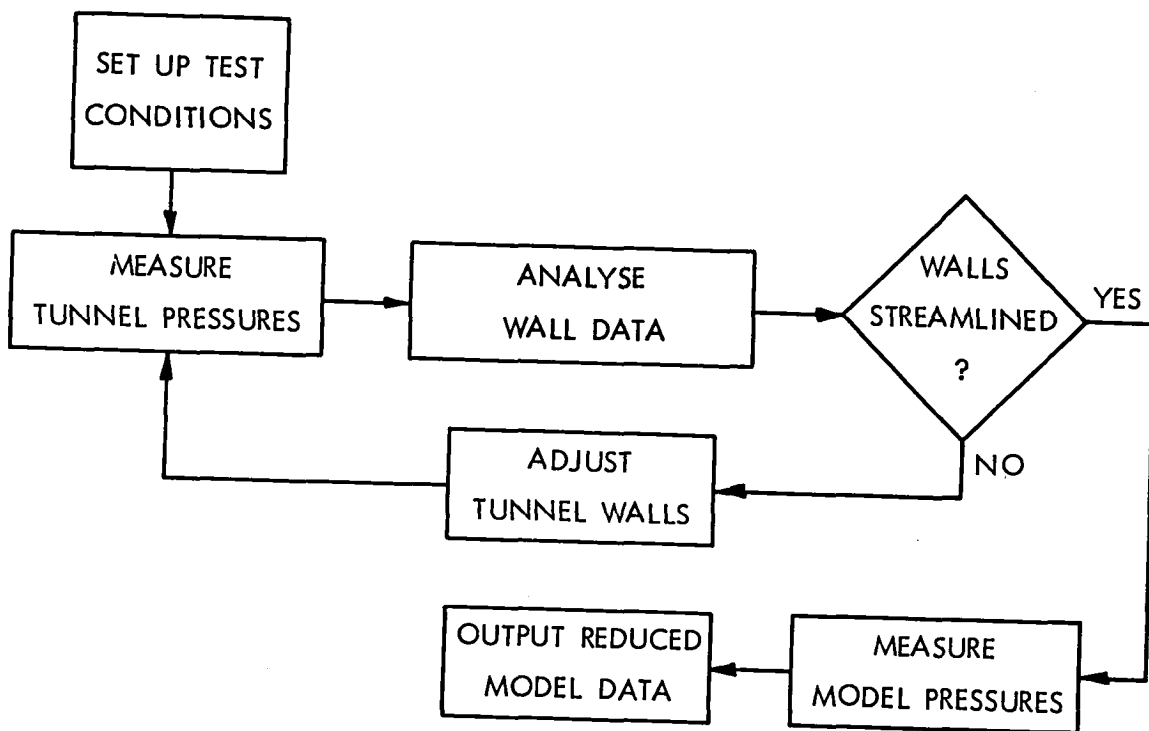 SET UP TEST
CONDITIONS
MEASURE
TUNNEL PRESSURES
ANALYSE
WALL DATA
WALLS
STREAMLINED
?
YES
NO
ADJUST
TUNNEL WALLS
MEASURE
MODEL PRESSURES
OUTPUT REDUCED
MODEL DATA